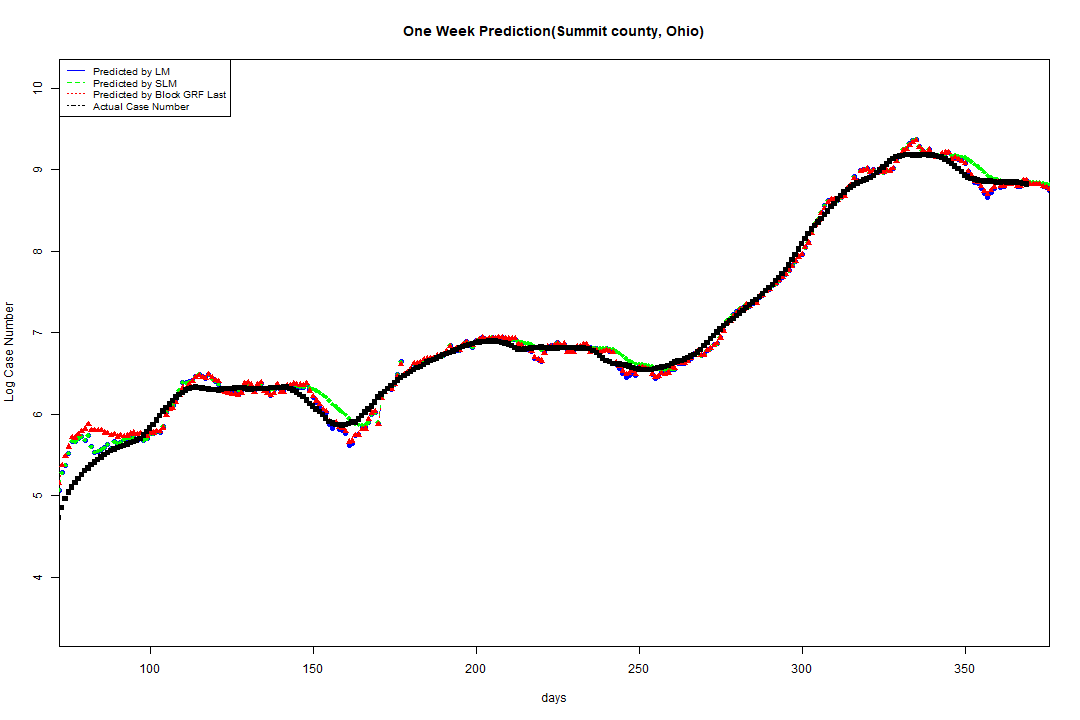 One Week Prediction(Summit county, Ohio)
Predicted by LM
Predicted by SLM
Predicted by Block GRF Last
Actual Case Number
Log Case Number
10
9
8
7
6
5
4
100 150 200 250 300 350
days